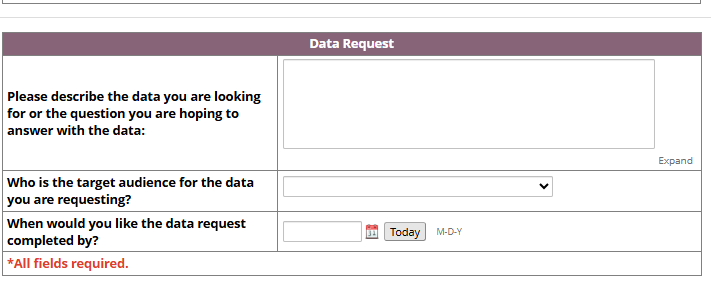 Data Request
Please describe the data you are looking
for or the question you are hoping to
answer with the data:
Expand
Who is the target audience for the data
you are requesting?
When would you like the data request
completed by?
Today M-D-Y
*All fields required.